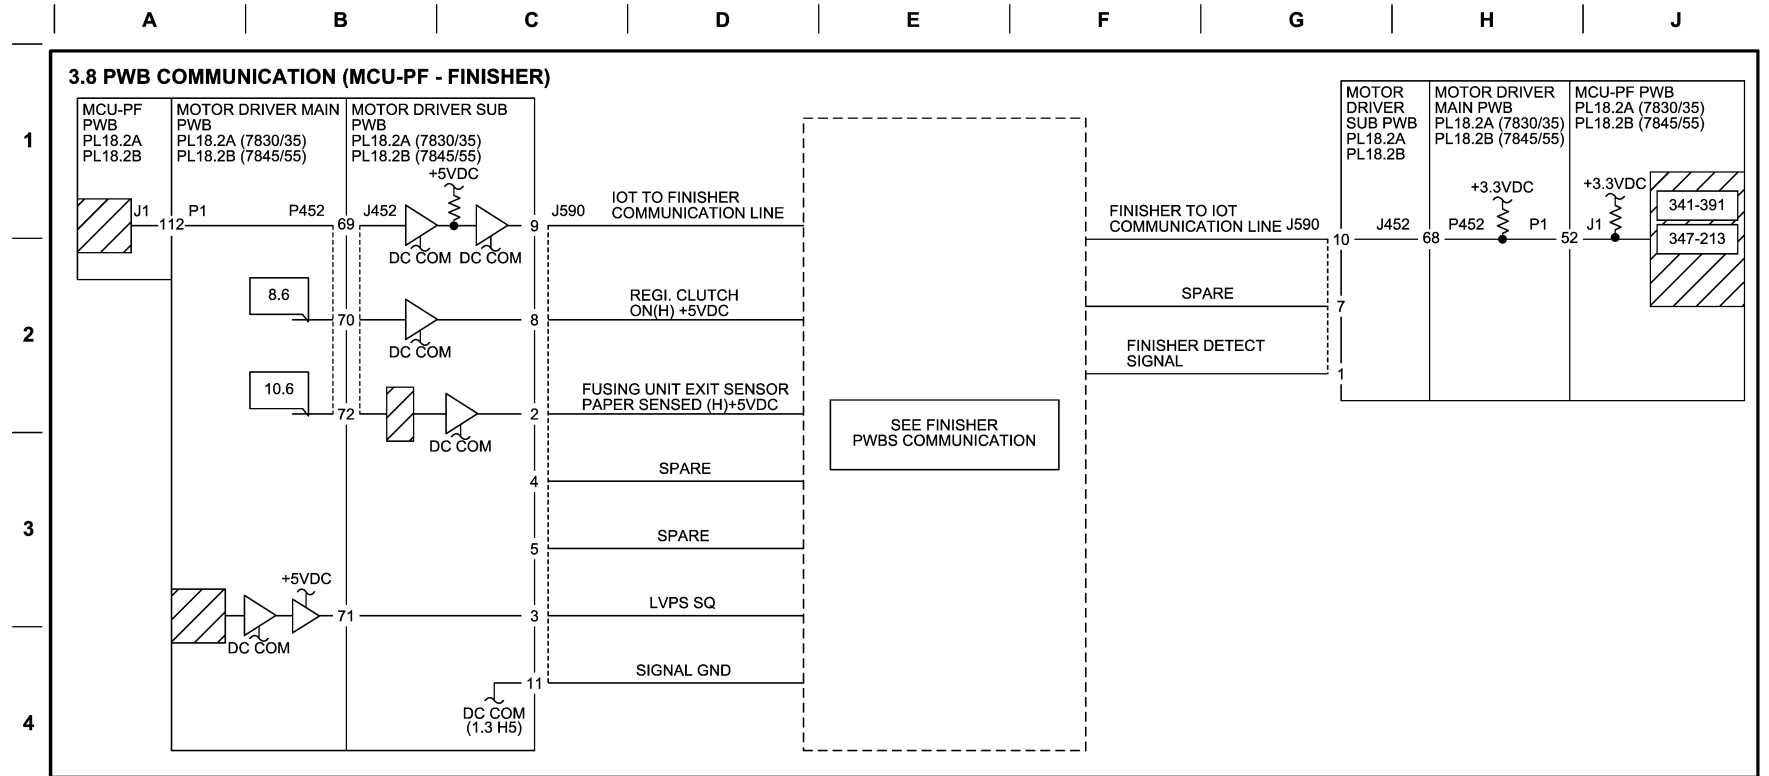 A B C D E F G H J
3.8 PWB COMMUNICATION (MCU-PF - FINISHER)
MCU-PF
PWB
PL18.2A
PL18.2B
MOTOR DRIVER MAIN
PWB
PL18.2A (7830/35)
PL18.2B (7845/55)
MOTOR DRIVER SUB
PWB
PL18.2A (7830/35)
PL18.2B (7845/55)
+5VDC
MOTOR
DRIVER
SUB PWB
PL18.2A
PL18.2B
MOTOR DRIVER
MAIN PWB
PL18.2A (7830/35)
PL18.2B (7845/55)
MCU-PF PWB
PL18.2A (7830/35)
PL18.2B (7845/55)
1
J1 112 P1 P452 69 J452
DC COM DC COM
9 J590
IOT TO FINISHER
COMMUNICATION LINE
FINISHER TO IOT
COMMUNICATION LINE J590
10 J452 68 P452
+3.3VDC
P1 52 J1
+3.3VDC
341-391
347-213
2
8.6
70
DC COM
8
REGI. CLUTCH
ON(H) +5VDC
SPARE
7
FINISHER DETECT
SIGNAL
1
10.6
72
DC COM
2
FUSING UNIT EXIT SENSOR
PAPER SENSED (H)+5VDC
SEE FINISHER
PWBS COMMUNICATION
3
4
SPARE
5
SPARE
+5VDC
DC COM
71
3
LVPS SQ
4
11
SIGNAL GND
DC COM
(1.3 H5)